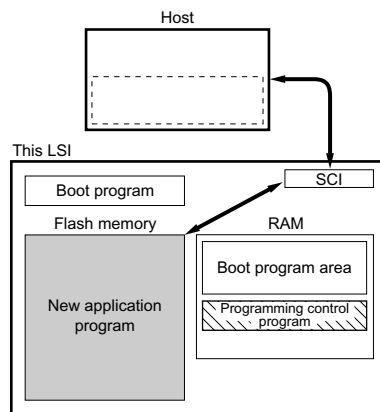 Host
This LSI
SCI
Boot program
Flash memory
RAM
Boot program area
New application
program
Programming control
program